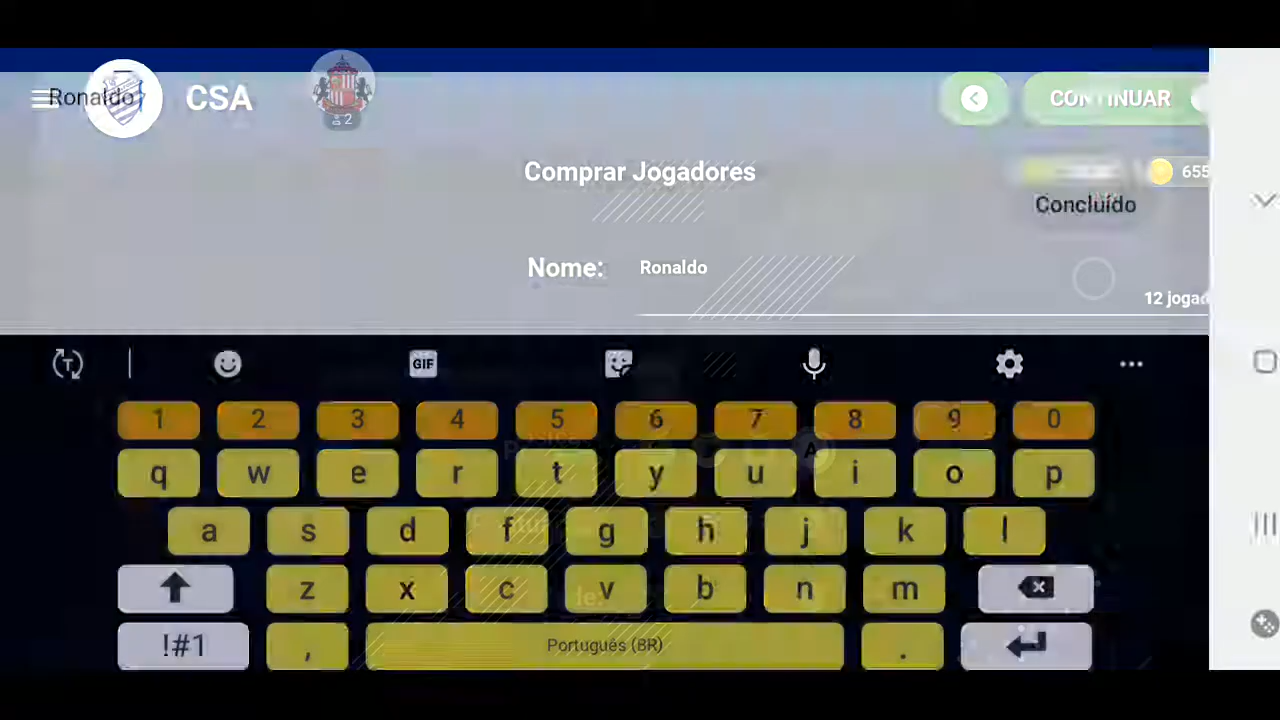 Ronaldo
CSA
2
CONTINUAR
Comprar Jogadores
655
Concluído
Nome: Ronaldo
12
T
GIF
1 2 3 4 5 6 7 8 9 0
q w e r t y u i o p
a s d f g h j k l
z x c v b n m
!#1 , Português (BR) .